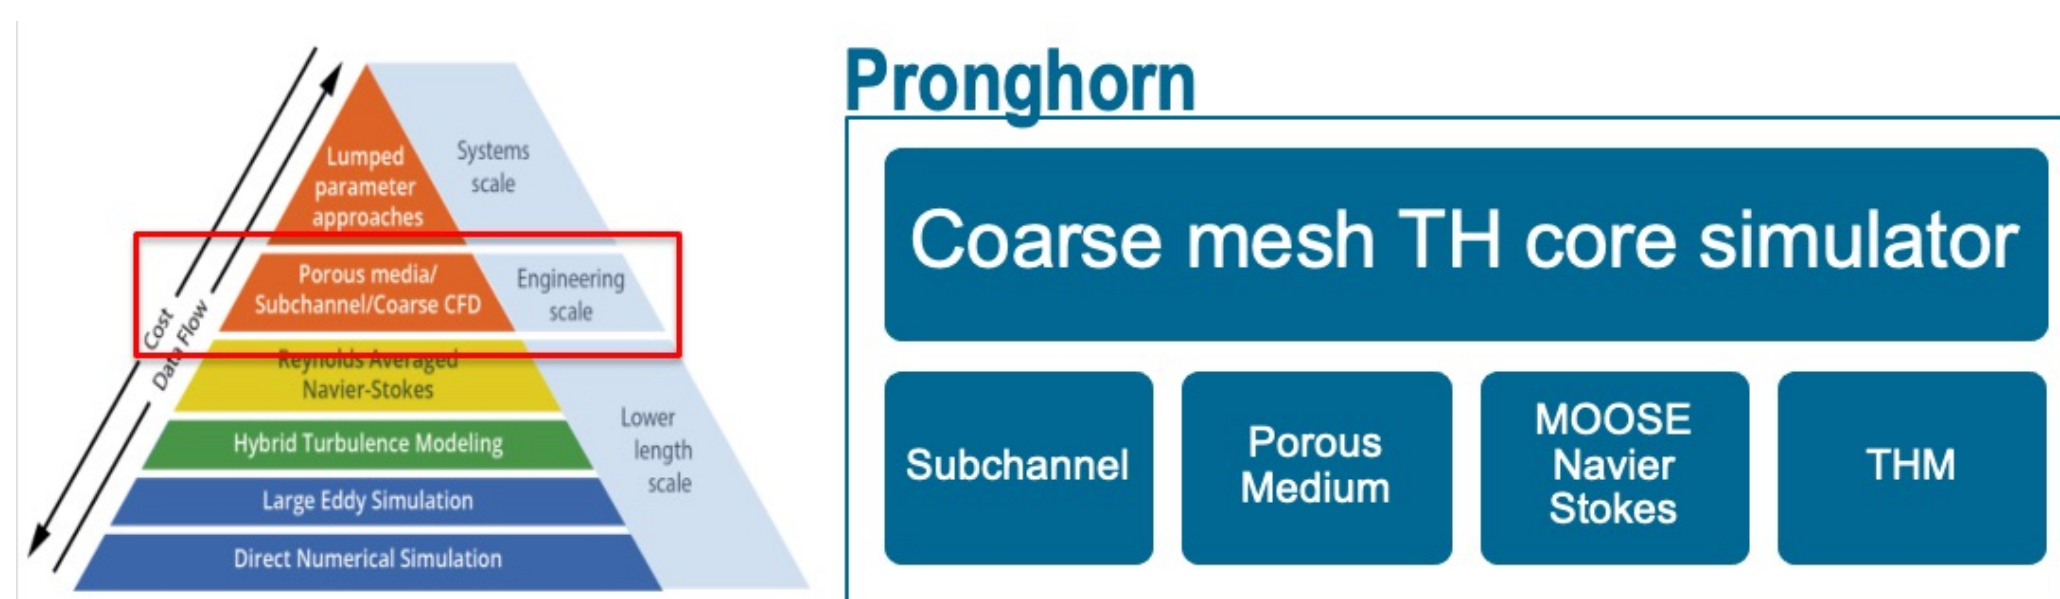 Lumped
parameter
approaches
Systems
scale
Porous media/
Subchannel/Coarse CFD
Engineering
scale
Cost
Data Flow
Reynolds Averaged
Navier-Stokes
Lower
length
scale
Hybrid Turbulence Modeling
Large Eddy Simulation
Direct Numerical Simulation
Pronghorn
Coarse mesh TH core simulator
Subchannel
Porous
Medium
MOOSE
Navier
Stokes
THM